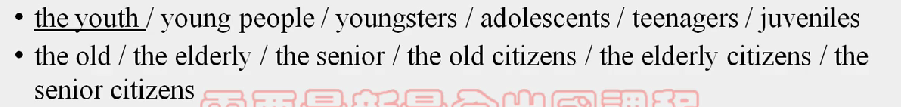 • the youth / young people / youngsters / adolescents / teenagers / juveniles
• the old / the elderly / the senior / the old citizens / the elderly citizens / the
senior citizens